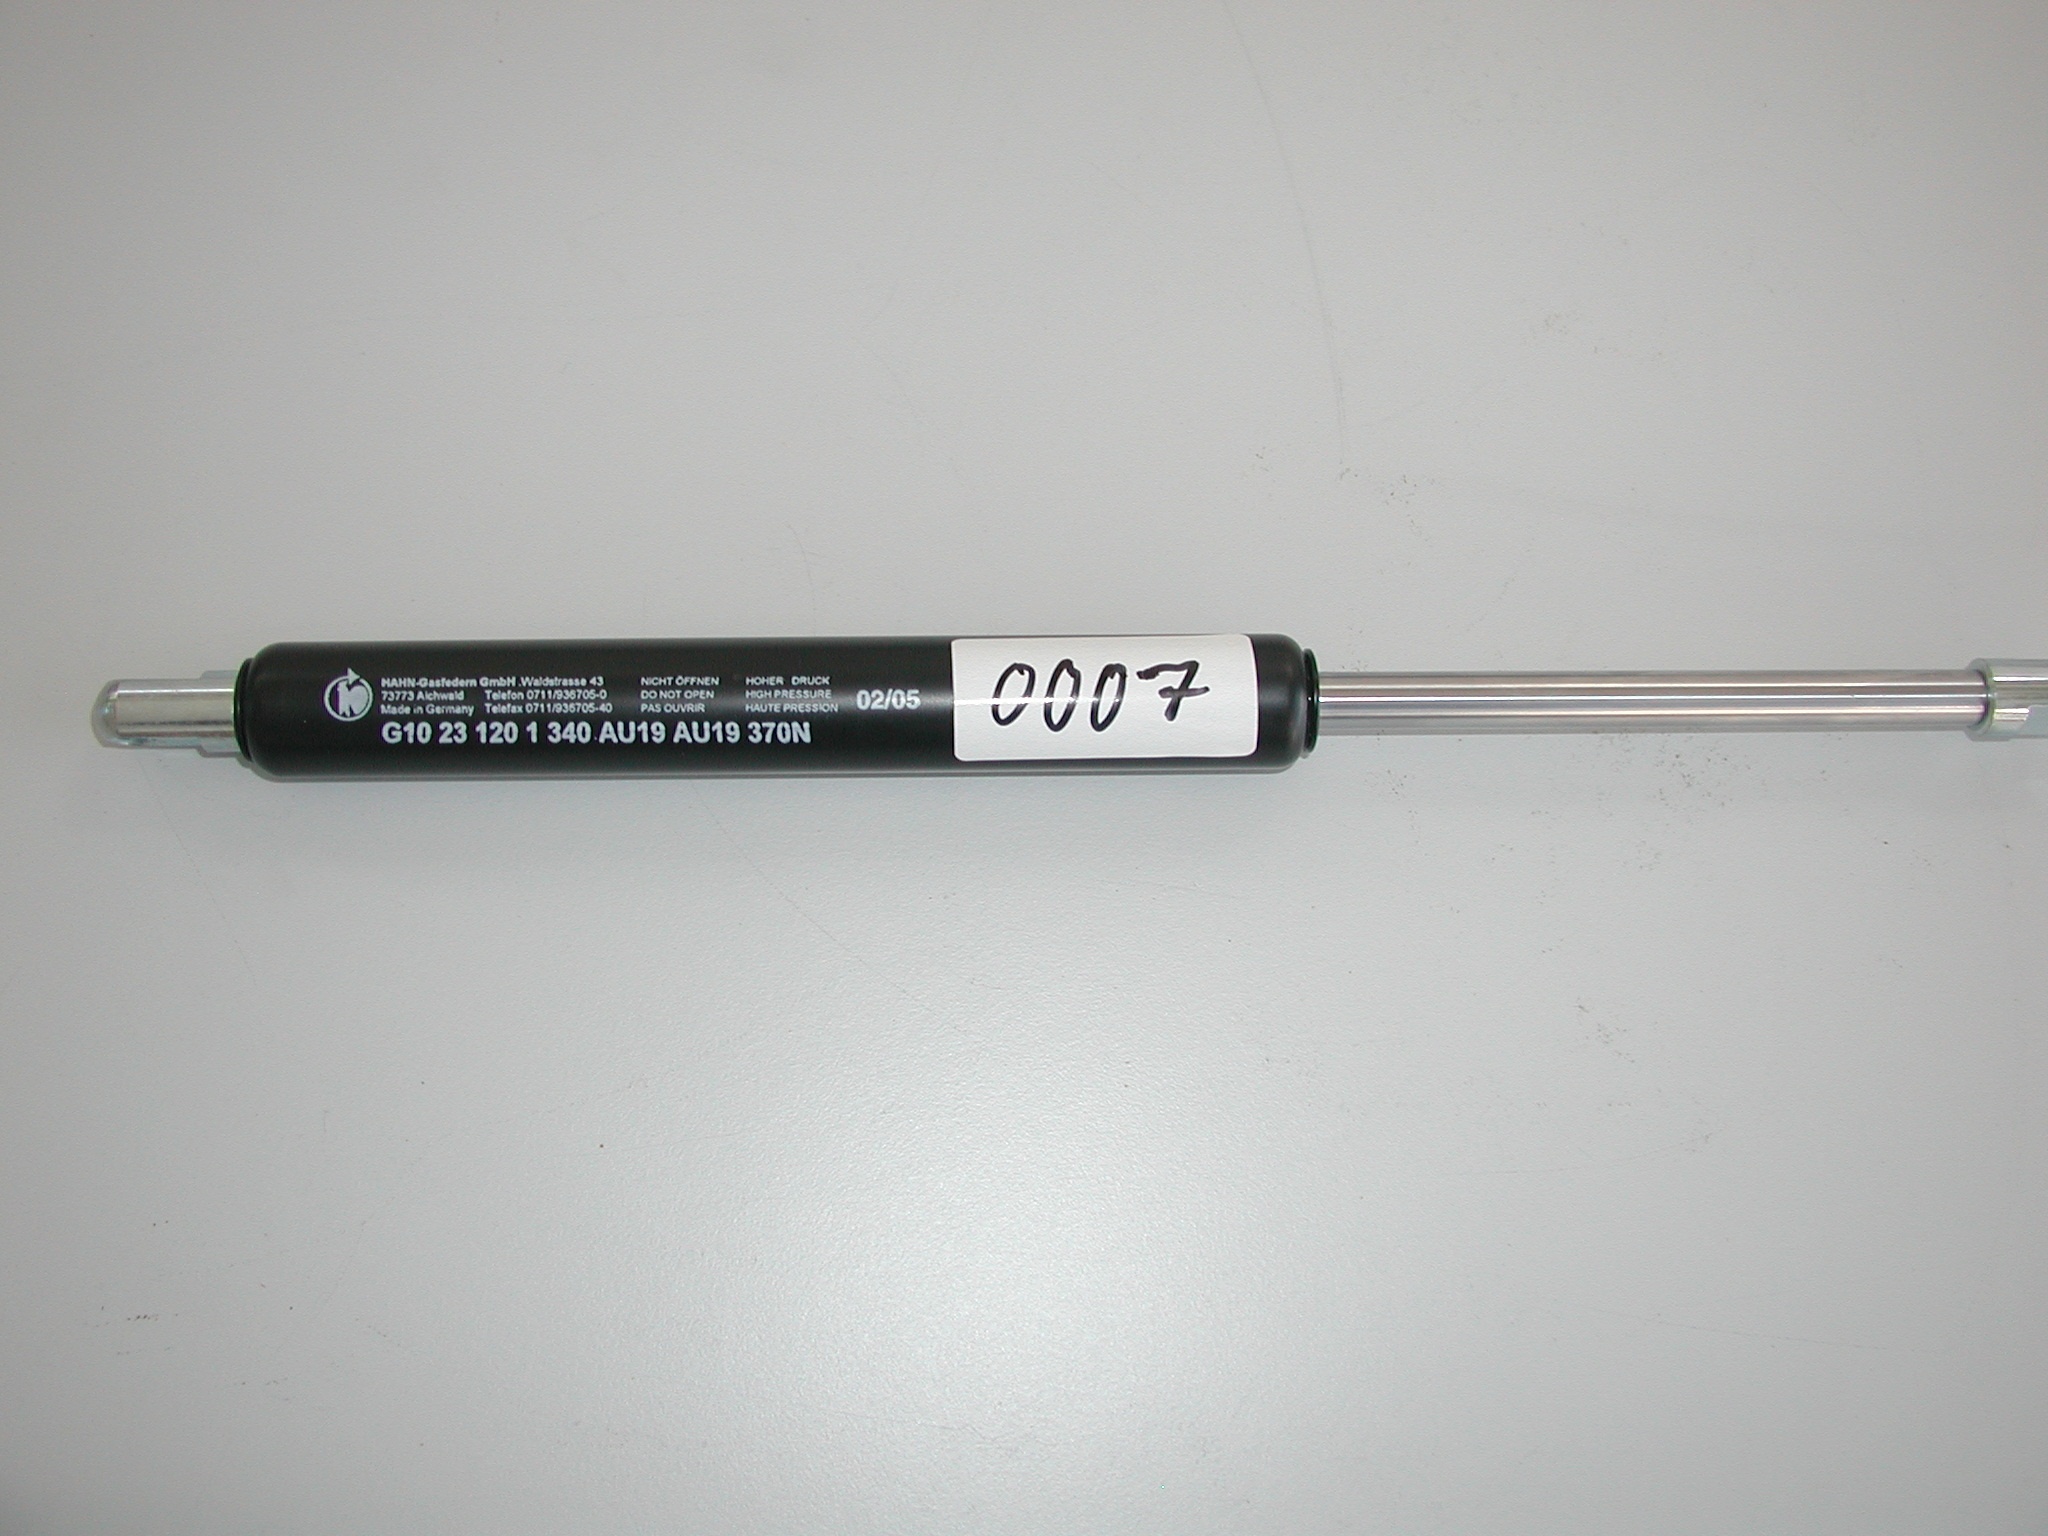 HAHN-Gasfedern GmbH .Waldstrasse 43
73773 Aichwald Telefon 0711/936705-0
Made in Germany Telefax 0711/936705-40
NICHT ÖFFNEN
DO NOT OPEN
PAS OUVRIR
HOHER DRUCK
HIGH PRESSURE
HAUTE PRESSION
02/05
G10 23 120 1 340 AU19 AU19 370N
0007